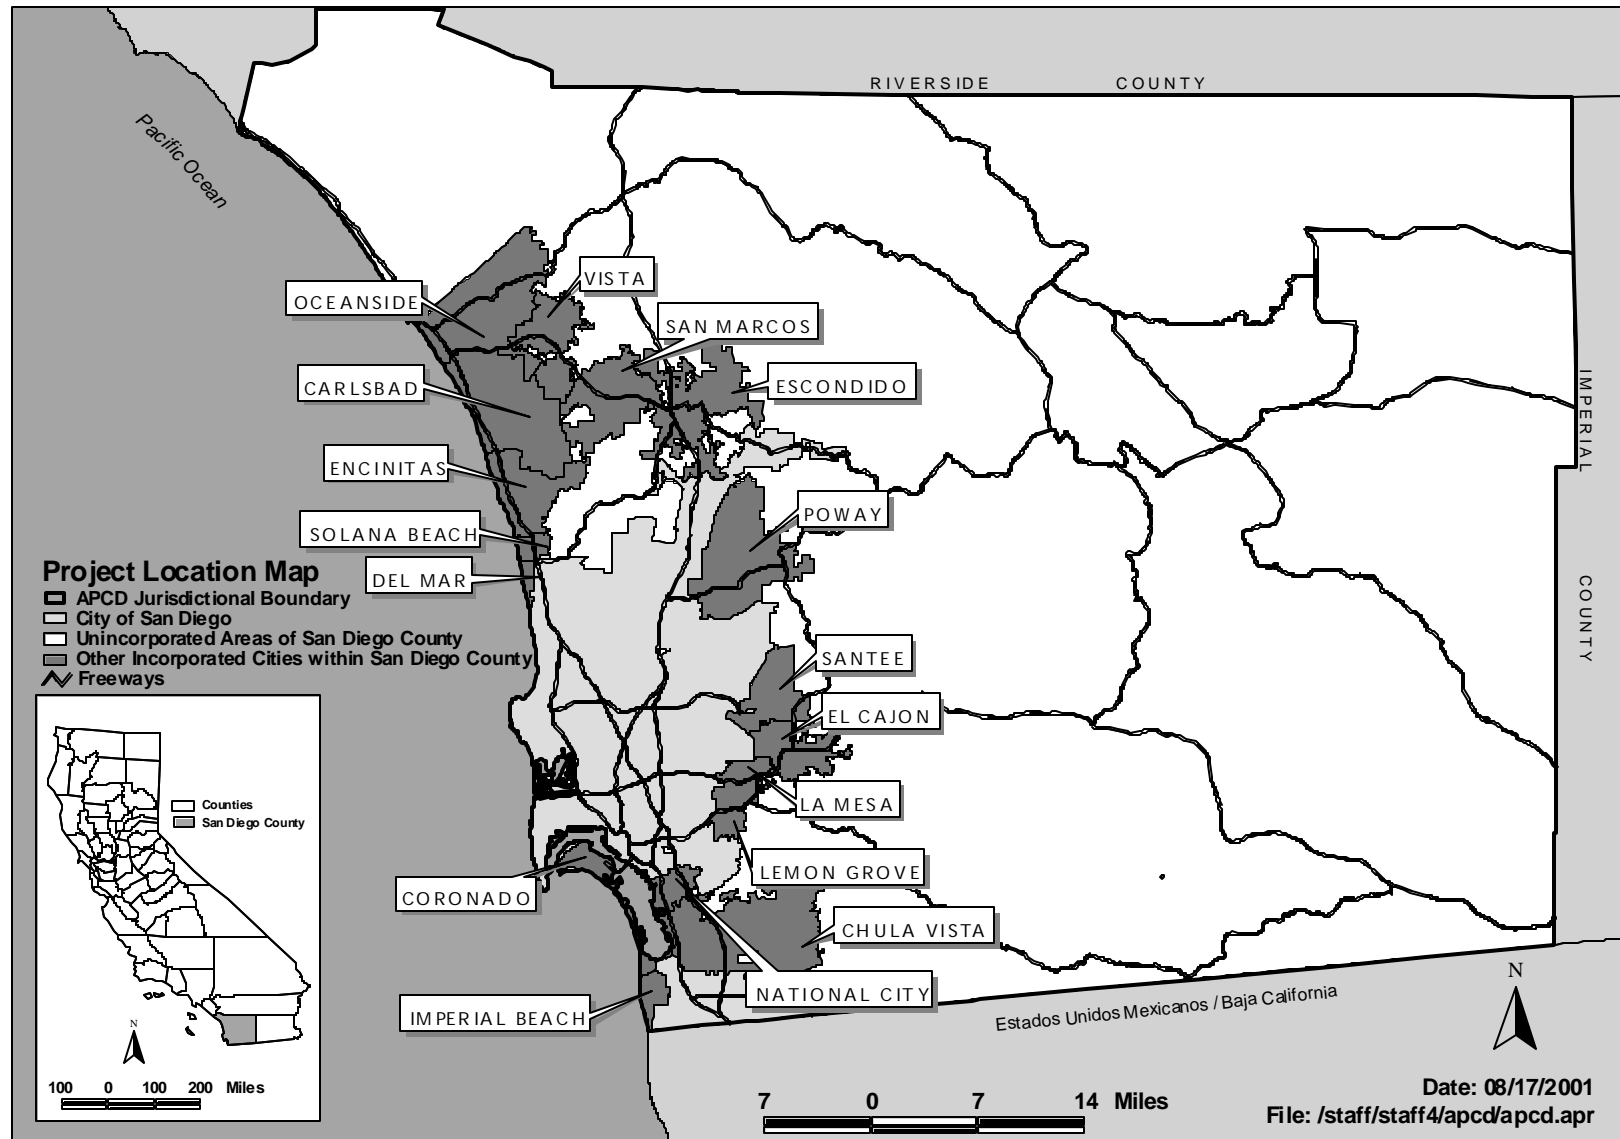 RIVERSIDE COUNTY
Pacific Ocean
VISTA
OCEANSIDE
SAN MARCOS
CARLSBAD
ESCONDIDO
IMPERIAL
ENCINITAS
POWAY
SOLANA BEACH
DEL MAR
COUNTY
Project Location Map
APCD Jurisdictional Boundary
City of San Diego
Unincorporated Areas of San Diego County
Other Incorporated Cities within San Diego County
Freeways
SANTEE
EL CAJON
LA MESA
LEMON GROVE
CORONADO
CHULA VISTA
NATIONAL CITY
IMPERIAL BEACH
Estados Unidos Mexicanos / Baja California
Counties
San Diego County
N
100 0 100 200 Miles
N
7 0 7 14 Miles
Date: 08/17/2001
File: /staff/staff4/apcd/apcd.apr